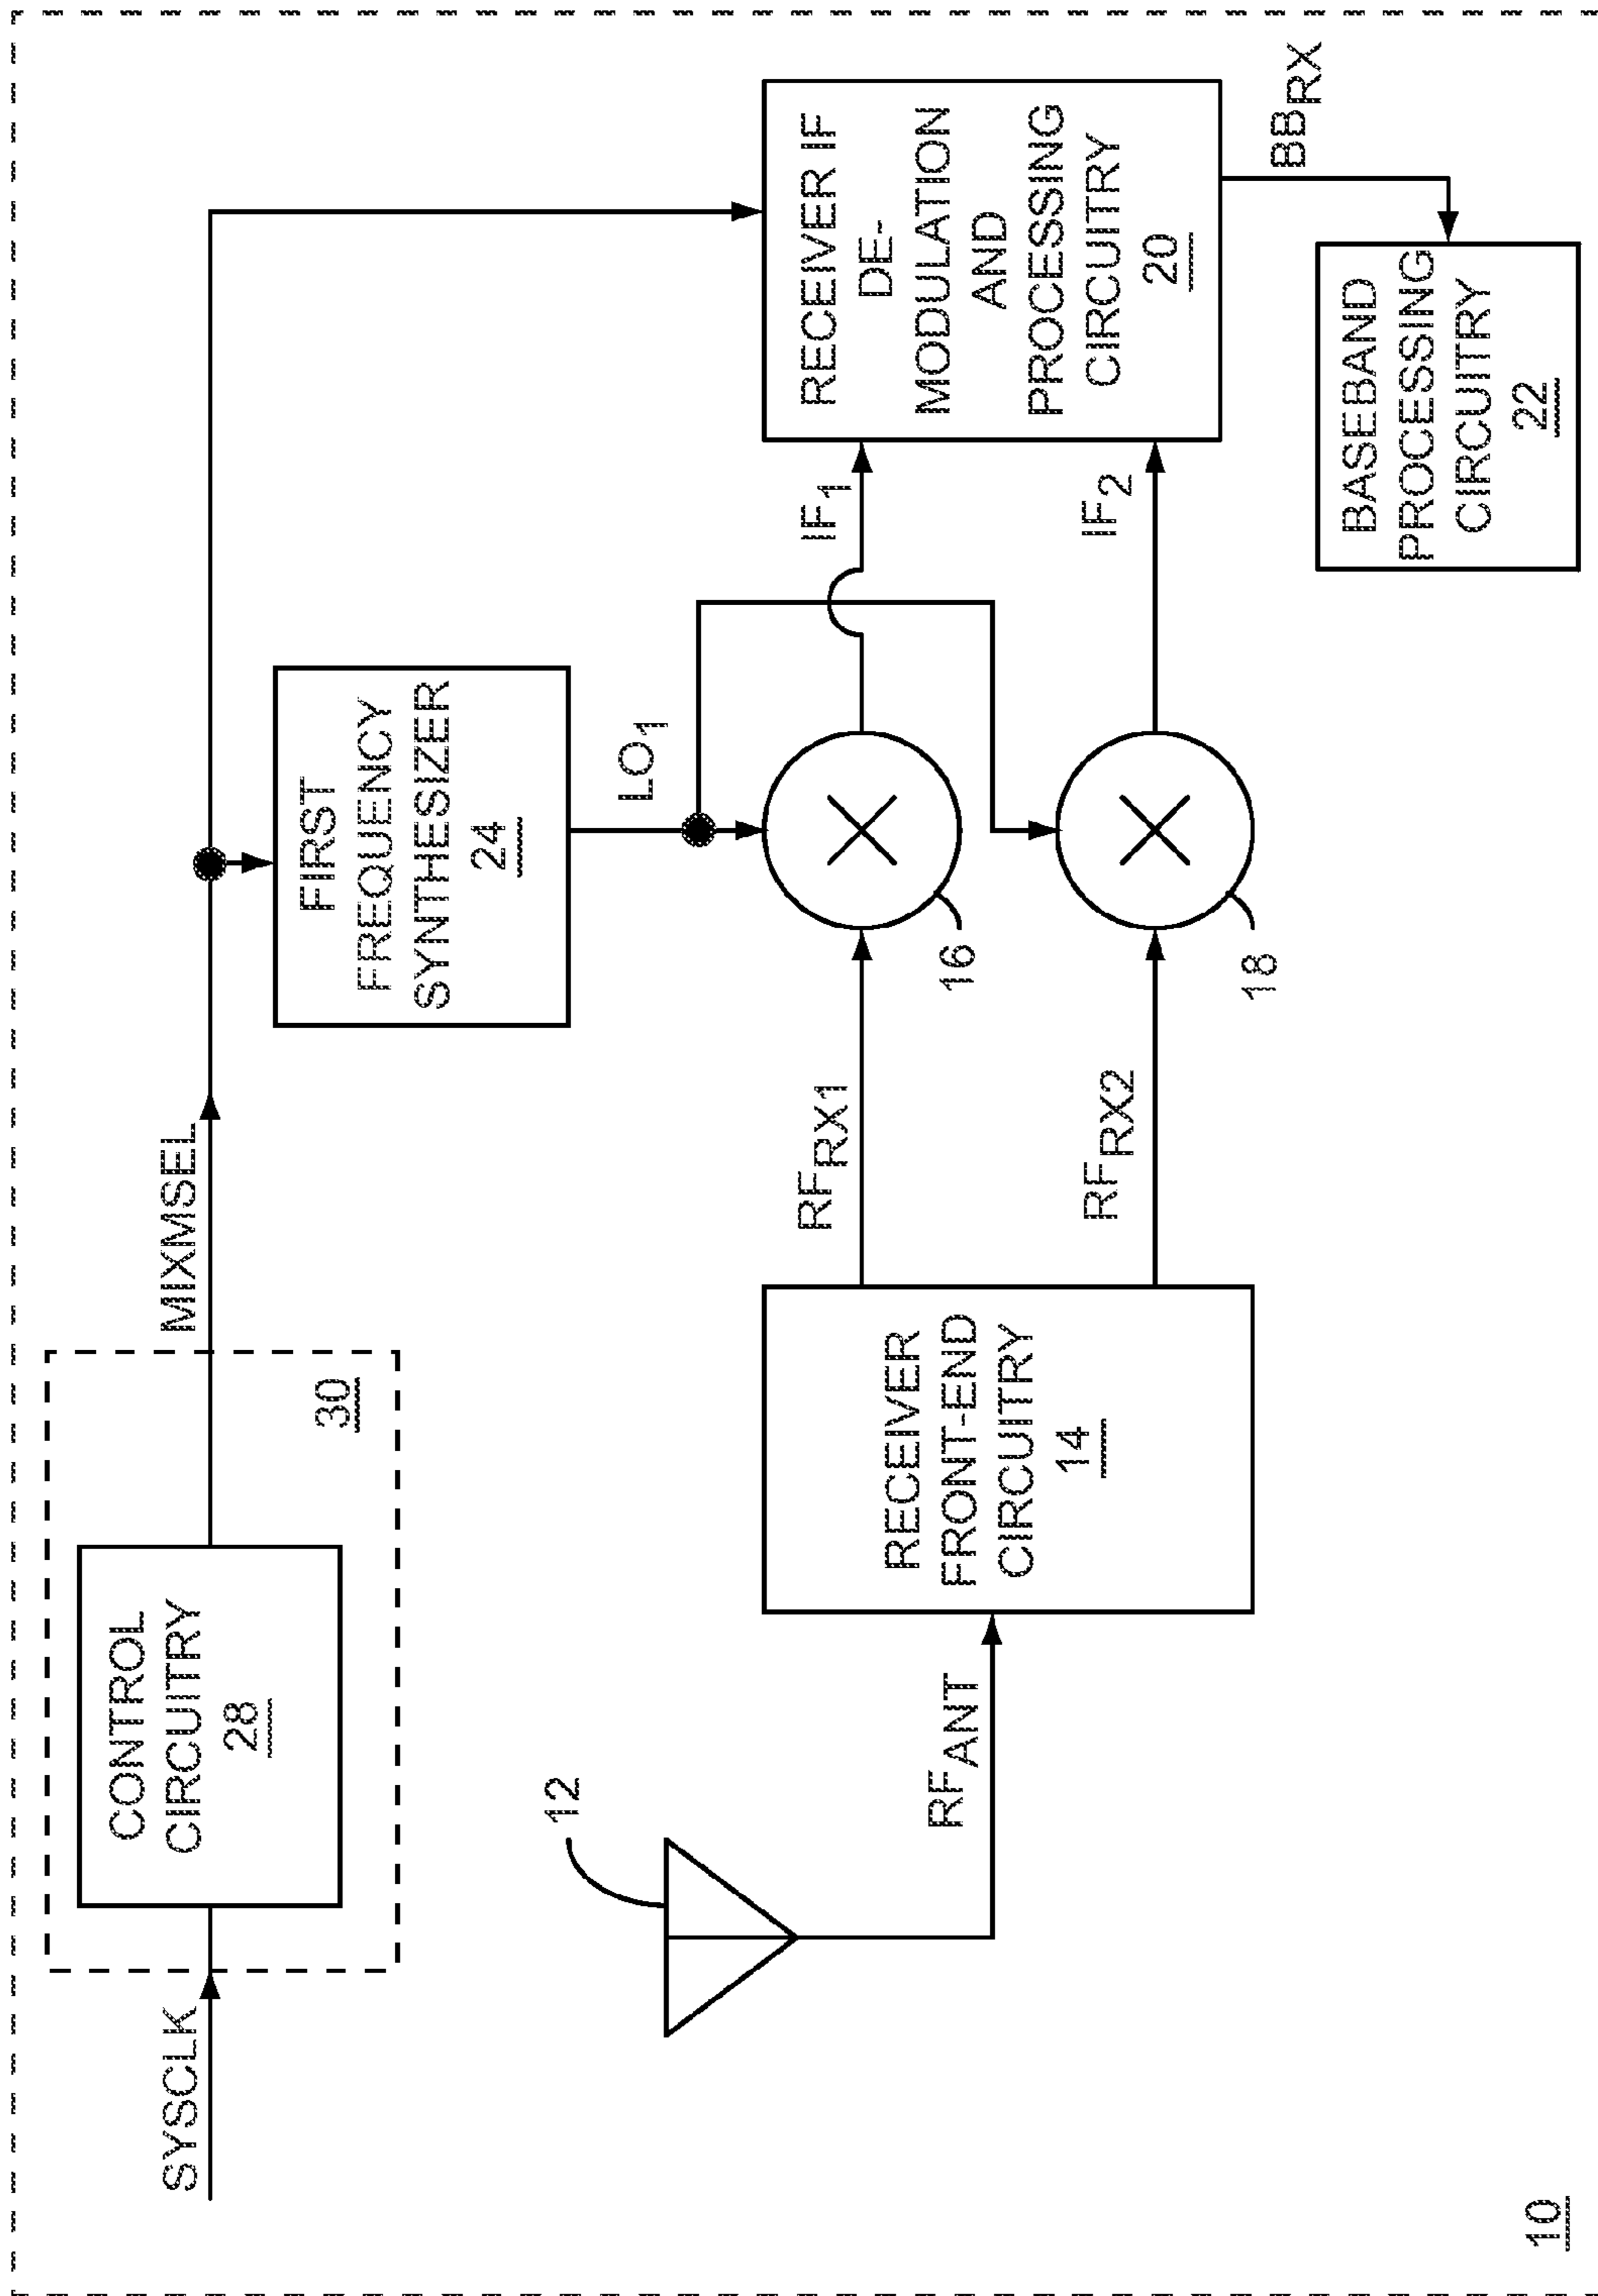 SYSCLK
CONTROL
CIRCUITRY
28
30
MIXMSEL
FIRST
FREQUENCY
SYNTHESIZER
24
LO1
12
RFANT
RECEIVER
FRONT-END
CIRCUITRY
14
RFRX1
RFRX2
16
18
IF1
IF2
RECEIVER IF
DE-
MODULATION
AND
PROCESSING
CIRCUITRY
20
BBRX
BASEBAND
PROCESSING
CIRCUITRY
22
10